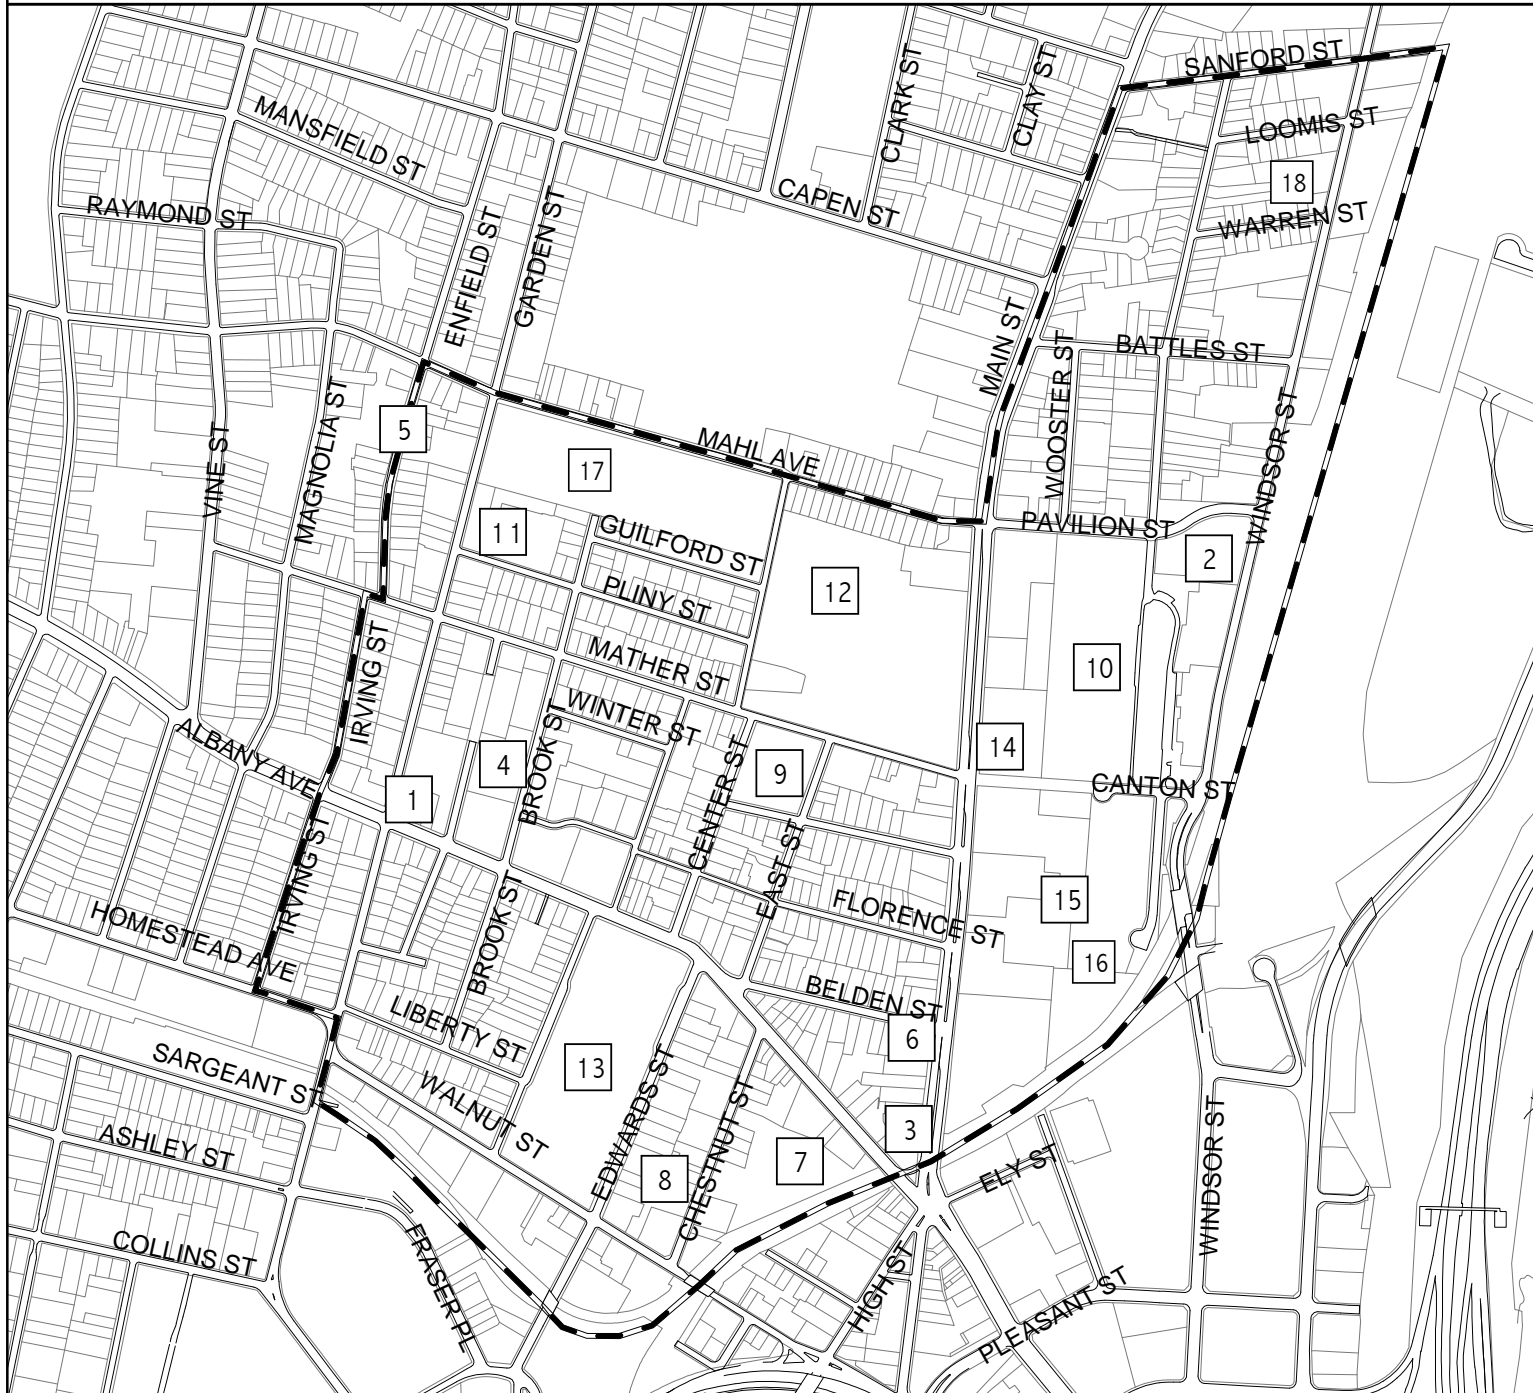 SANFORD ST
CLARK ST
CLAY ST
MANSFIELD ST
LOOMIS ST
18
CAPEN ST
RAYMOND ST
WARREN ST
GARDEN ST
ENFIELD ST
MAIN ST
BATTLES ST
WOOSTER ST
MAGNOLIA ST
5
VINE ST
MAHL AVE
WINDSOR ST
17
11
GUILFORD ST
PAVILION ST
2
12
PLINY ST
IRVING ST
MATHER ST
10
WINTER ST
BROOK ST
ALBANY AVE
14
4
CENTER ST
9
CANTON ST
1
IRVING ST
EAST ST
FLORENCE ST
15
HOMESTEAD AVE
BROOK ST
16
BELDEN ST
LIBERTY ST
6
SARGEANT ST
13
WALNUT ST
EDWARDS ST
CHESTNUT ST
3
ASHLEY ST
7
8
ELY ST
WINDSOR ST
COLLINS ST
FRASER PL
HIGH ST
PLEASANT ST